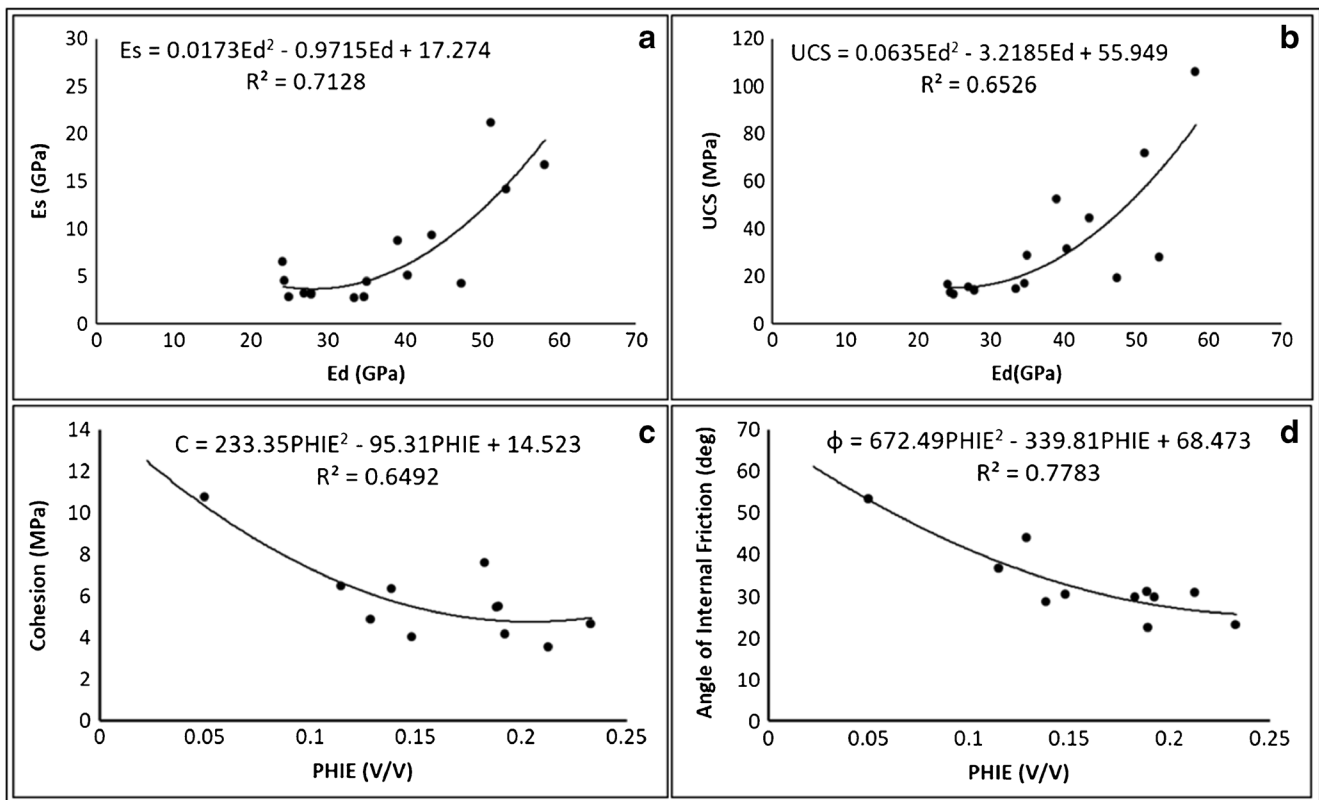 a
Es = 0.0173Ed² - 0.9715Ed + 17.274
R² = 0.7128
30
25
20
15
10
5
0
Es (GPa)
0 10 20 30 40 50 60 70
Ed (GPa)
b
UCS = 0.0635Ed² - 3.2185Ed + 55.949
R² = 0.6526
120
100
80
60
40
20
0
UCS (MPa)
0 10 20 30 40 50 60 70
Ed(GPa)
c
C = 233.35PHIE² - 95.31PHIE + 14.523
R² = 0.6492
14
12
10
8
6
4
2
0
Cohesion (MPa)
0 0.05 0.1 0.15 0.2 0.25
PHIE (V/V)
d
ϕ = 672.49PHIE² - 339.81PHIE + 68.473
R² = 0.7783
70
60
50
40
30
20
10
0
Angle of Internal Friction (deg)
0 0.05 0.1 0.15 0.2 0.25
PHIE (V/V)